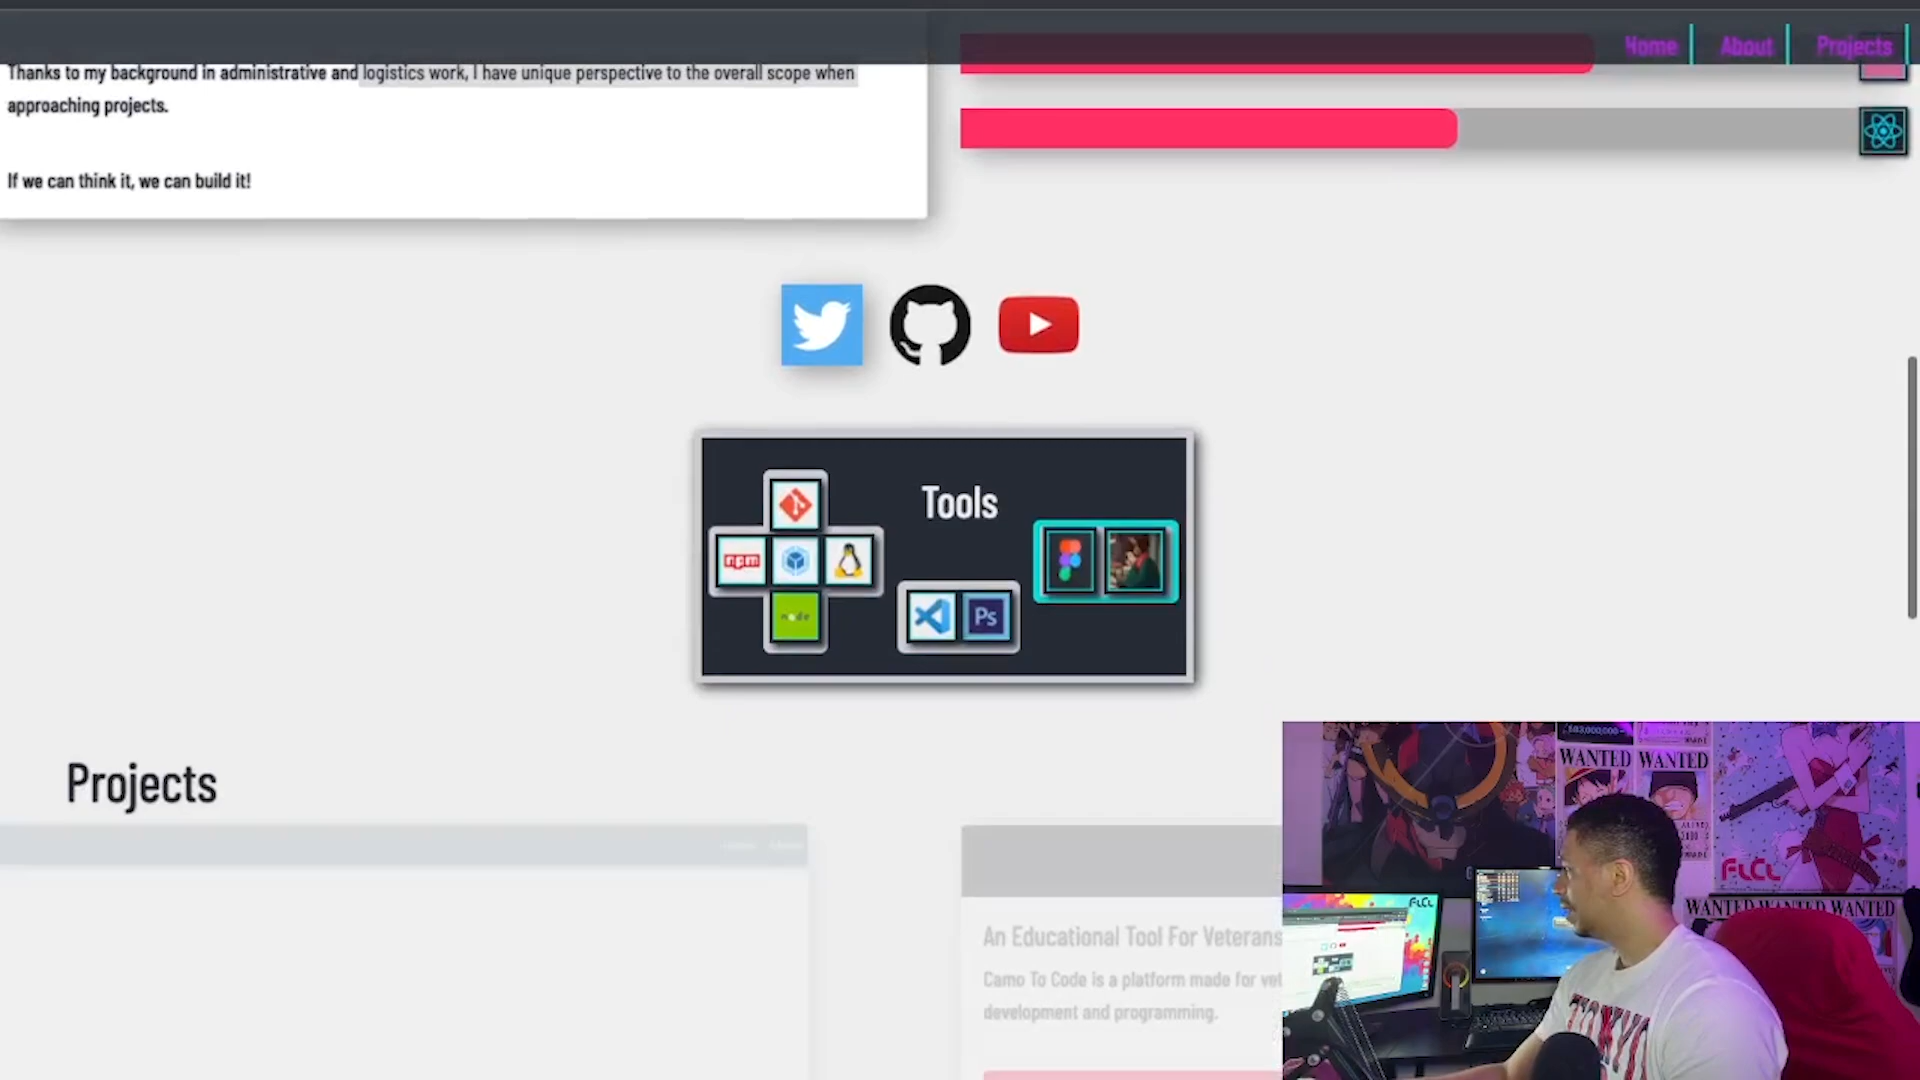 Home
About
Projects
Thanks to my background in administrative and logistics work, I have unique perspective to the overall scope when
approaching projects.
If we can think it, we can build it!
Tools
npm
node
Ps
Projects
An Educational Tool For Veterans
Camo To Code is a platform made for vet
development and programming.
WANTED WANTED
FLCL
FLCL
WANTED WANTED WANTED
TOKYO